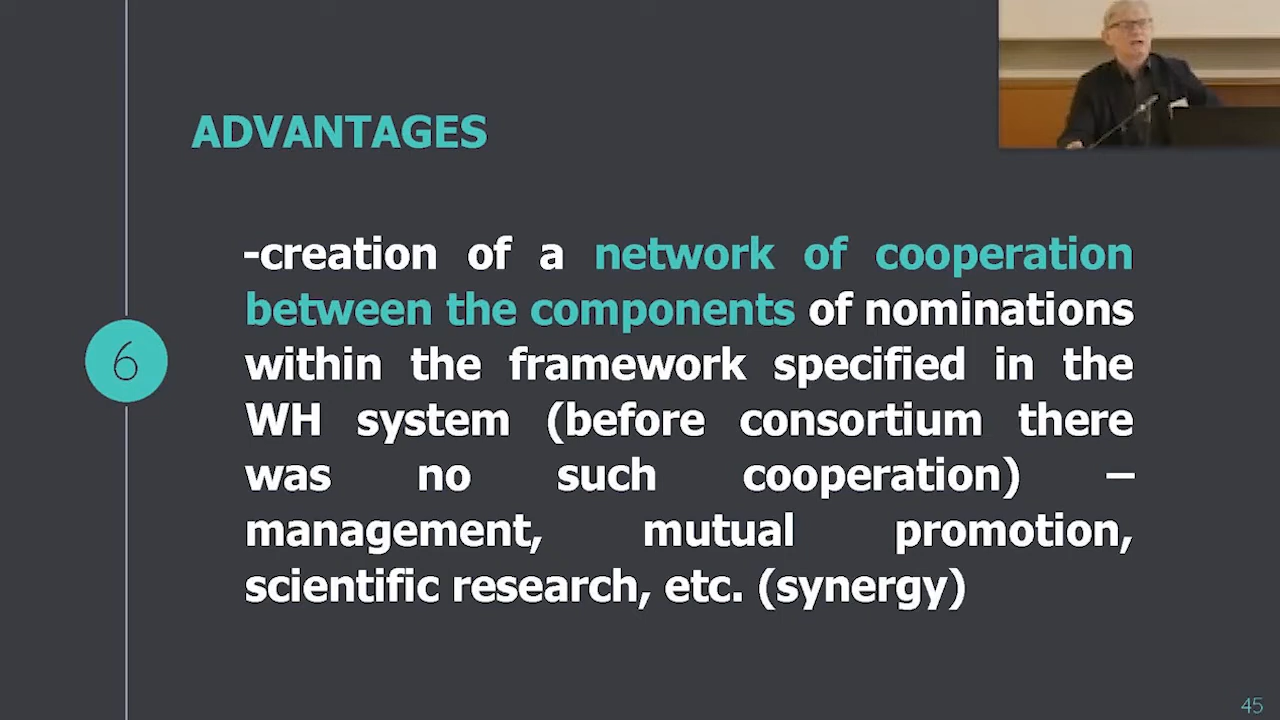 ADVANTAGES
-creation of a network of cooperation
between the components of nominations
within the framework specified in the
WH system (before consortium there
was no such cooperation) –
management, mutual promotion,
scientific research, etc. (synergy)
6
45